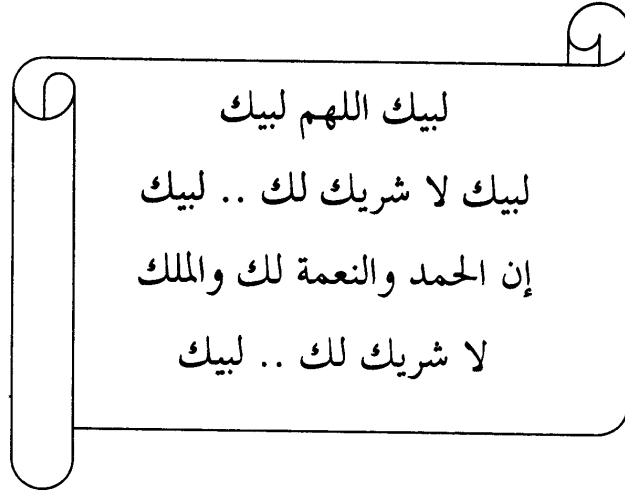 لبيك اللهم لبيك
لبيك لا شريك لك .. لبيك
إن الحمد والنعمة لك والملك
لا شريك لك .. لبيك